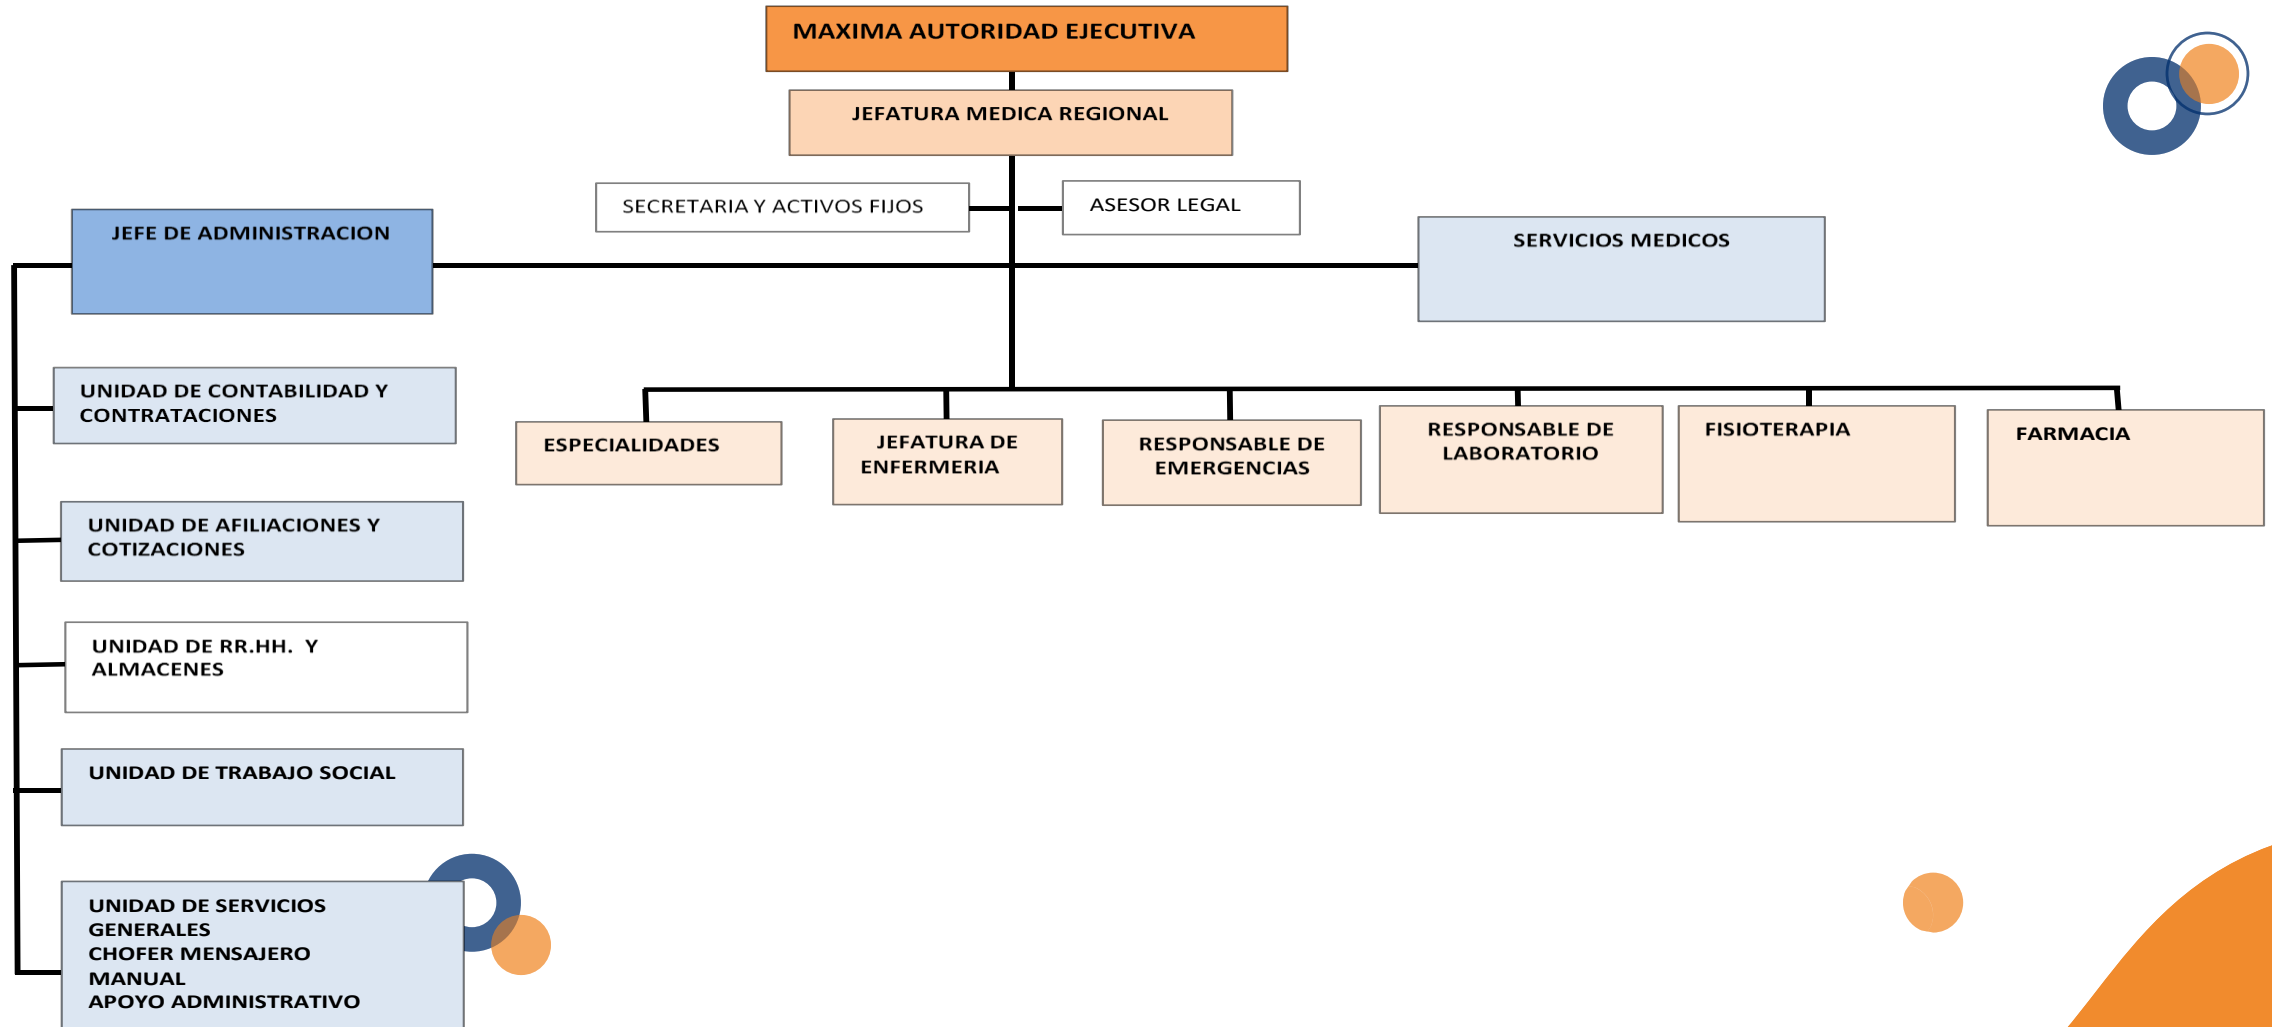 MAXIMA AUTORIDAD EJECUTIVA
JEFATURA MEDICA REGIONAL
SECRETARIA Y ACTIVOS FIJOS
ASESOR LEGAL
JEFE DE ADMINISTRACION
SERVICIOS MEDICOS
UNIDAD DE CONTABILIDAD Y
CONTRATACIONES
ESPECIALIDADES
JEFATURA DE
ENFERMERIA
RESPONSABLE DE
EMERGENCIAS
RESPONSABLE DE
LABORATORIO
FISIOTERAPIA
FARMACIA
UNIDAD DE AFILIACIONES Y
COTIZACIONES
UNIDAD DE RR.HH.  Y
ALMACENES
UNIDAD DE TRABAJO SOCIAL
UNIDAD DE SERVICIOS
GENERALES
CHOFER MENSAJERO
MANUAL
APOYO ADMINISTRATIVO